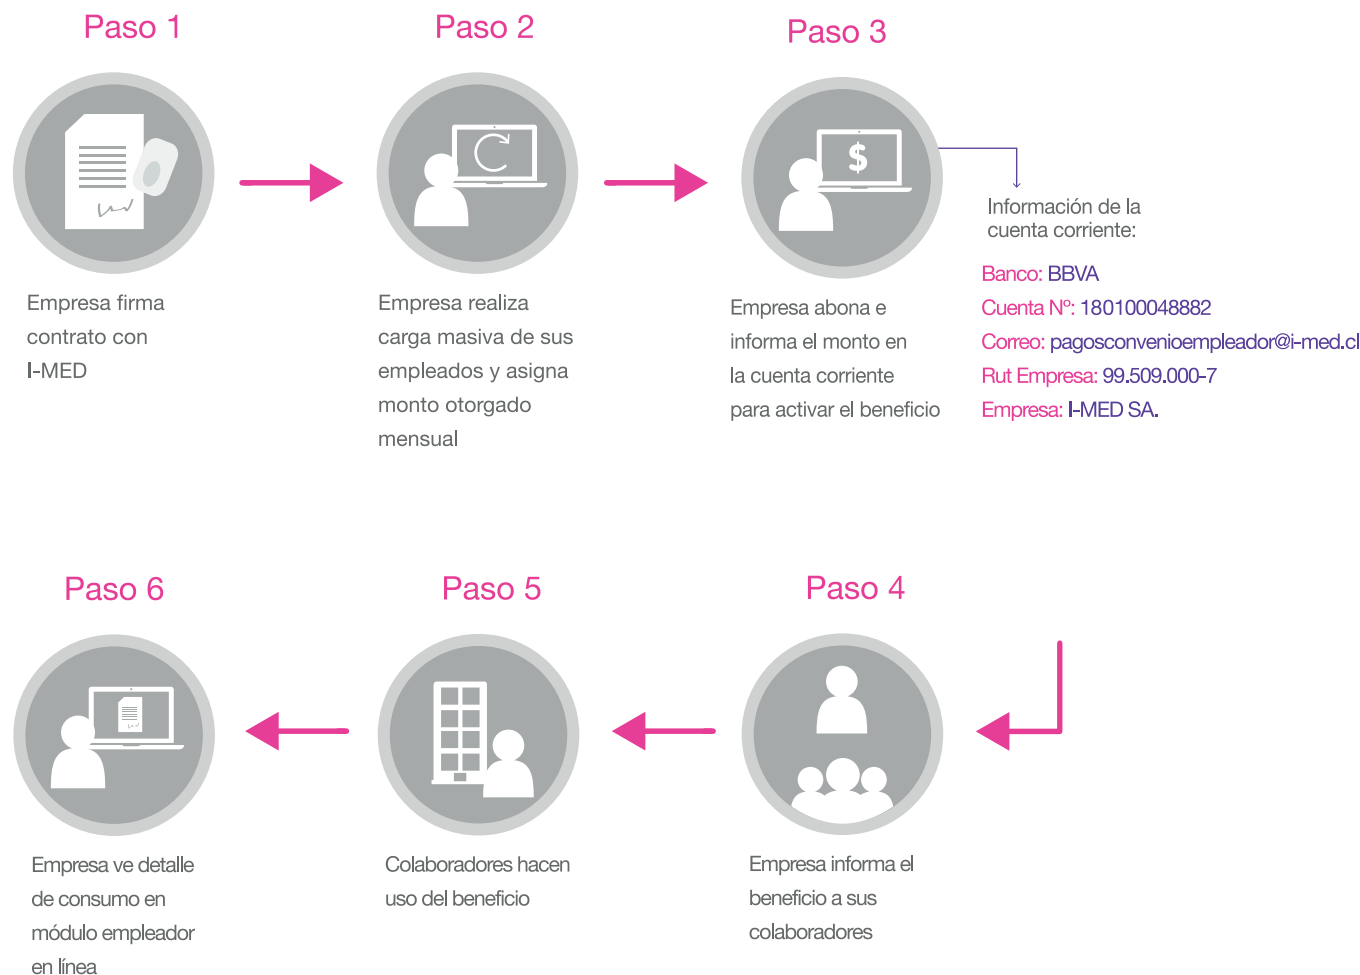 Paso 1
Empresa firma
contrato con
I-MED
Paso 2
Empresa realiza
carga masiva de sus
empleados y asigna
monto otorgado
mensual
Paso 3
$
Empresa abona e
informa el monto en
la cuenta corriente
para activar el beneficio
Información de la
cuenta corriente:
Banco: BBVA
Cuenta Nº: 180100048882
Correo: pagosconvenioempleador@i-med.cl
Rut Empresa: 99.509.000-7
Empresa: I-MED SA.
Paso 4
Empresa informa el
beneficio a sus
colaboradores
Paso 5
Colaboradores hacen
uso del beneficio
Paso 6
Empresa ve detalle
de consumo en
módulo empleador
en línea